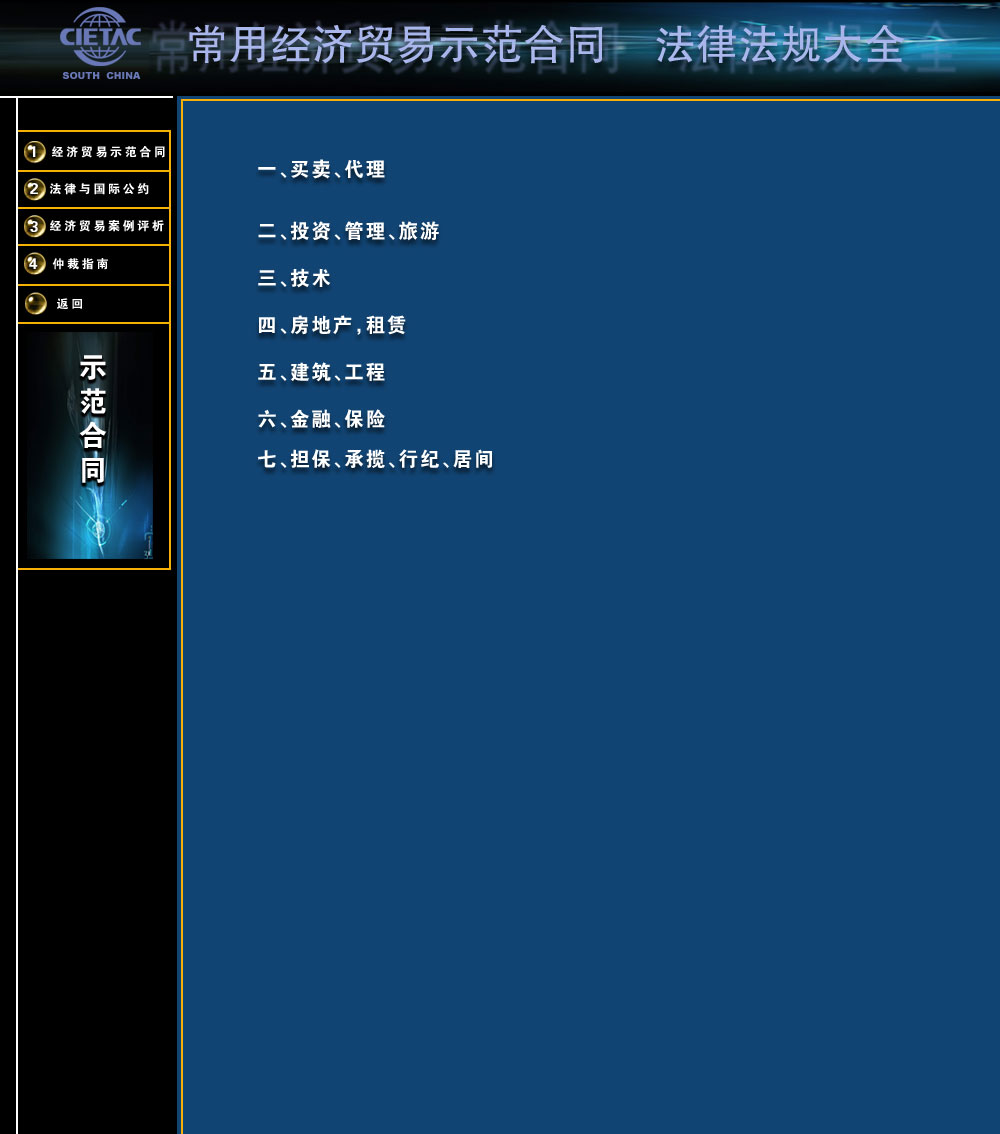 CIETAC
SOUTH CHINA
常用经济贸易示范合同 法律法规大全
1 经济贸易示范合同
2 法律与国际公约
3 经济贸易案例评析
4 仲裁指南
返回
示范合同
一、买卖、代理
二、投资、管理、旅游
三、技术
四、房地产,租赁
五、建筑、工程
六、金融、保险
七、担保、承揽、行纪、居间